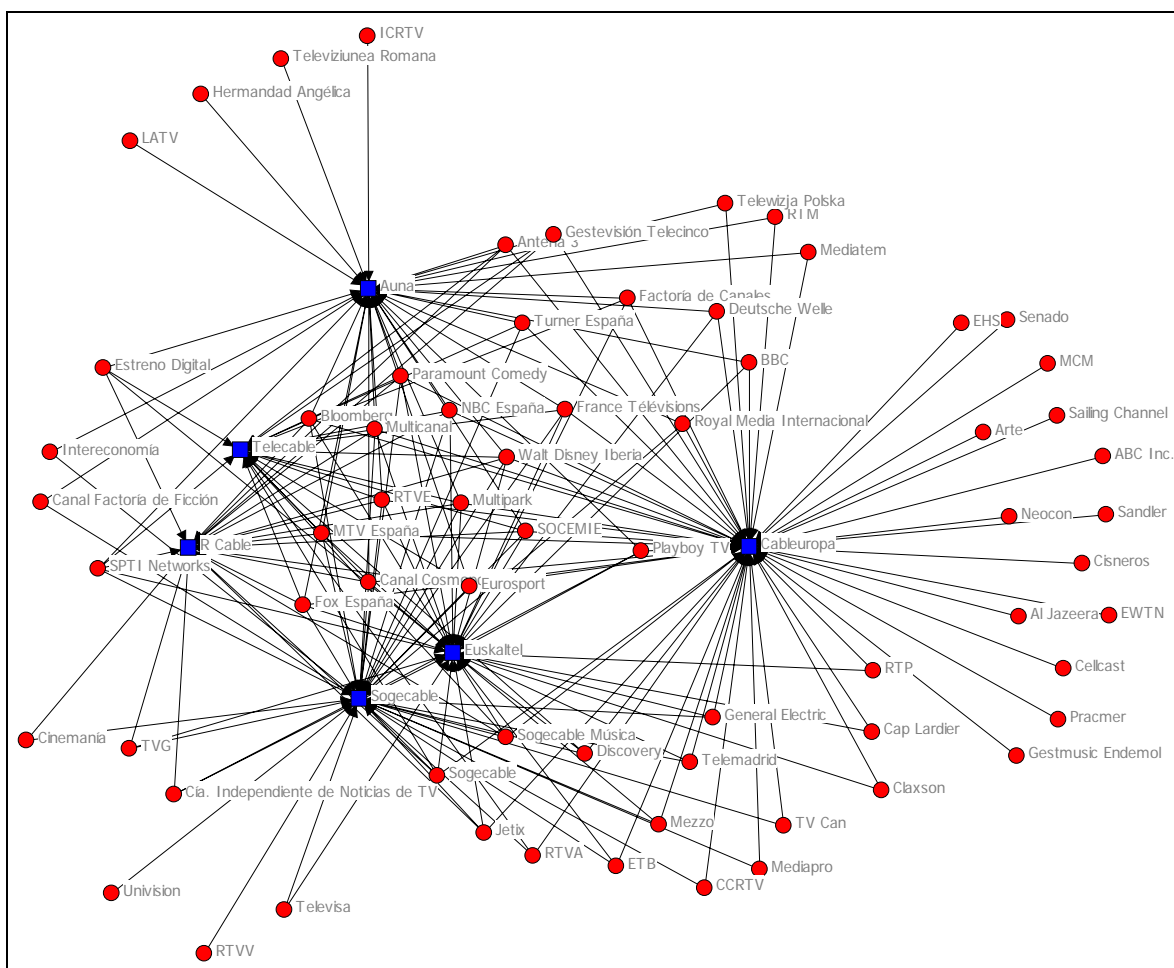 ICRTV
Televiziunea Romana
Hermandad Angélica
LATV
Telewizja Polska
RTM
Gestevisión Telecinco
Antena 3
Mediatem
Auna
Factoría de Canales
Deutsche Welle
Turner España
EHS
Senado
BBC
MCM
Estreno Digital
Paramount Comedy
NBC España
France Télévisions
Bloomberg
Royal Media Internacional
Sailing Channel
Multicanal
Arte
Intereconomía
Telecable
Walt Disney Iberia
ABC Inc.
Canal Factoría de Ficción
RTVE
Multipark
Neocon
Sandler
MTV España
SOCEMIE
R Cable
Playboy TV
Cableuropa
SPTI Networks
Cisneros
Canal Cosmopo
Eurosport
Fox España
Al Jazeera
EWTN
Euskaltel
RTP
Cellcast
Sogecable
General Electric
Pracmer
Cap Lardier
Cinemanía
TVG
Sogecable Música
Discovery
Telemadrid
Gestmusic Endemol
Sogecable
Claxson
Cía. Independiente de Noticias de TV
Jetix
Mezzo
TV Can
RTVA
ETB
Mediapro
CCRTV
Univision
Televisa
RTVV